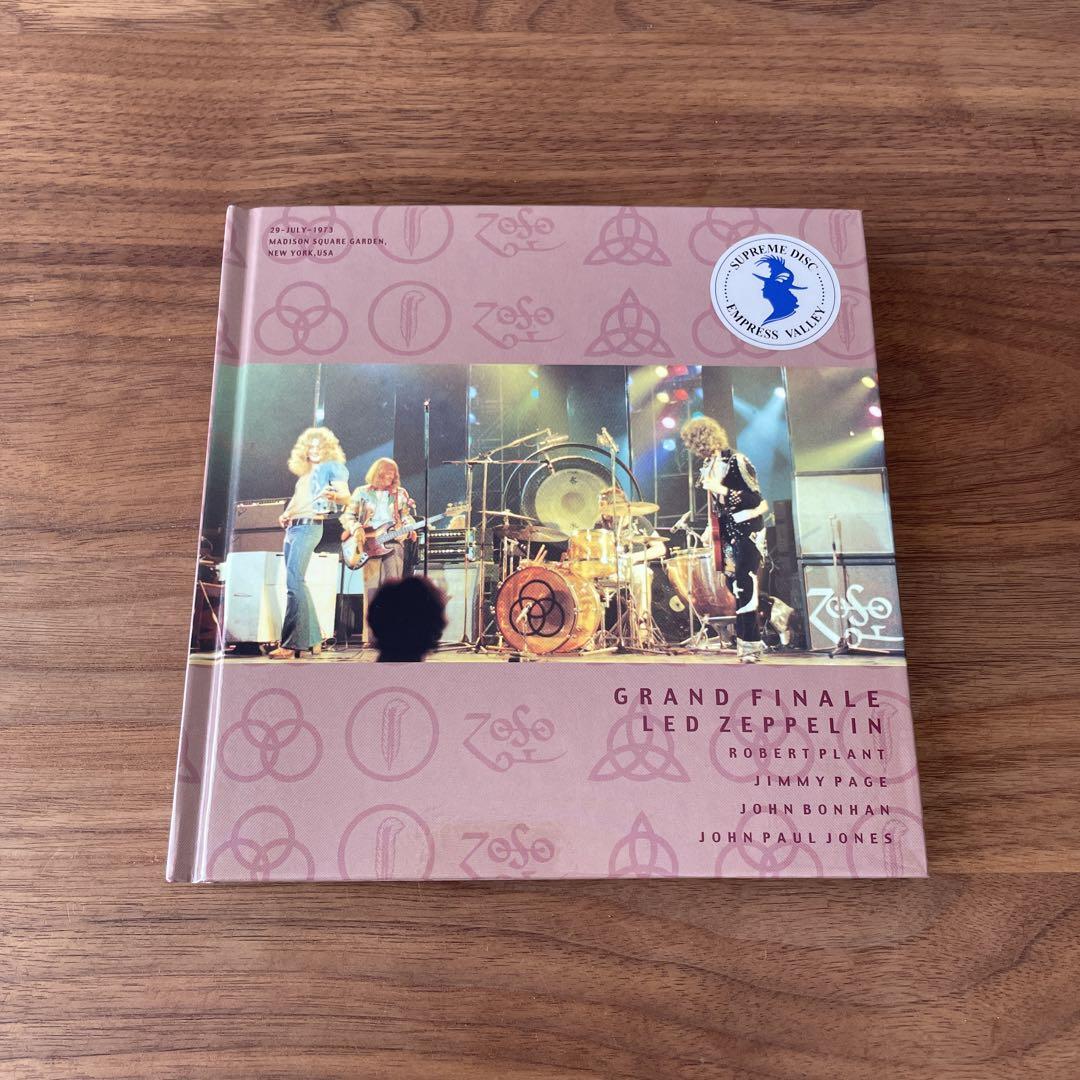 29-JULY-1973
MADISON SQUARE GARDEN,
NEW YORK, USA
SUPREME DISC
EMPRESS VALLEY
GRAND FINALE
LED ZEPPELIN
ROBERT PLANT
JIMMY PAGE
JOHN BONHAN
JOHN PAUL JONES